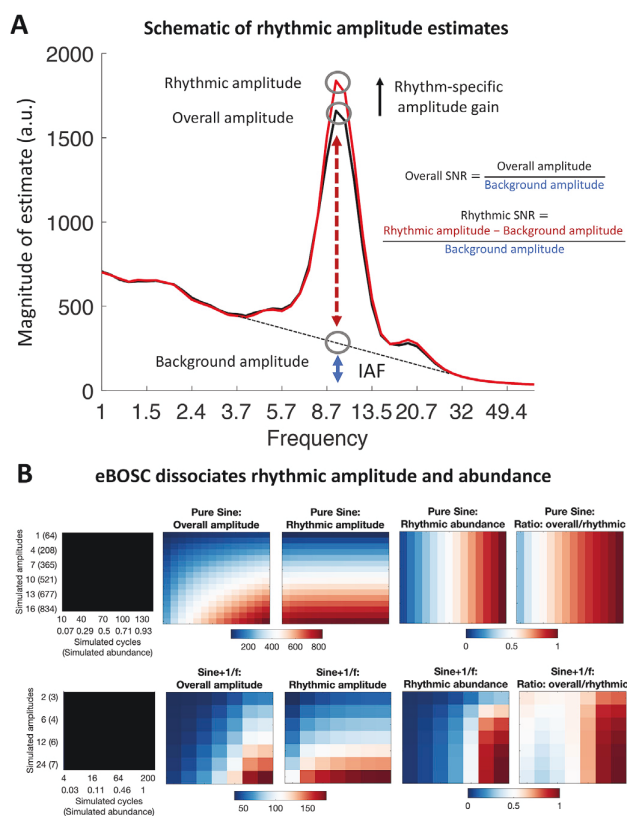 A
Schematic of rhythmic amplitude estimates
2000
1500
1000
500
0
Magnitude of estimate (a.u.)
Rhythmic amplitude
Overall amplitude
Rhythm-specific
amplitude gain
Overall SNR = Overall amplitude
Background amplitude
Rhythmic SNR =
Rhythmic amplitude – Background amplitude
Background amplitude
Background amplitude
IAF
1 1.5 2.4 3.7 5.7 8.7 13.5 20.7 32 49.4
Frequency
B
eBOSC dissociates rhythmic amplitude and abundance
Pure Sine:
Overall amplitude
Pure Sine:
Rhythmic amplitude
Pure Sine:
Rhythmic abundance
Pure Sine:
Ratio: overall/rhythmic
Simulated amplitudes
1 (64)
4 (208)
7 (365)
10 (521)
13 (677)
16 (834)
10 40 70 100 130
0.07 0.29 0.5 0.71 0.93
Simulated cycles
(Simulated abundance)
200 400 600 800
0 0.5 1
Sine+1/f:
Overall amplitude
Sine+1/f:
Rhythmic amplitude
Sine+1/f:
Rhythmic abundance
Sine+1/f:
Ratio: overall/rhythmic
Simulated amplitudes
2 (3)
6 (4)
12 (6)
24 (7)
4 16 64 200
0.03 0.11 0.46 1
Simulated cycles
(Simulated abundance)
50 100 150
0 0.5 1